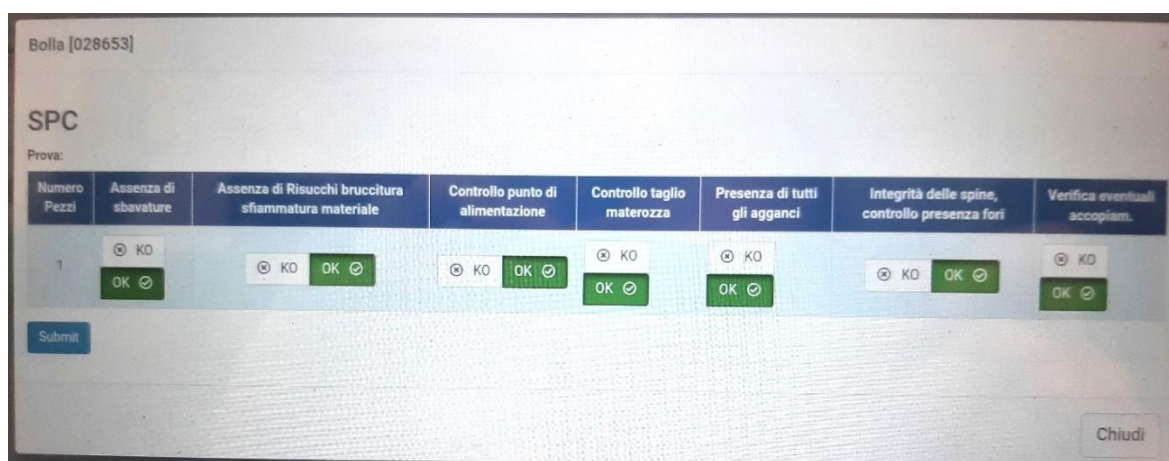 Bolla [028653]
SPC
Prova:
Numero Pezzi
Assenza di sbavature
Assenza di Risucchi bruccitura sfiammatura materiale
Controllo punto di alimentazione
Controllo taglio materozza
Presenza di tutti gli agganci
Integrità delle spine, controllo presenza fori
Verifica eventuali accopiam.
1
KO
OK
KO OK
KO OK
KO
OK
KO
OK
KO OK
KO
OK
Submit
Chiudi